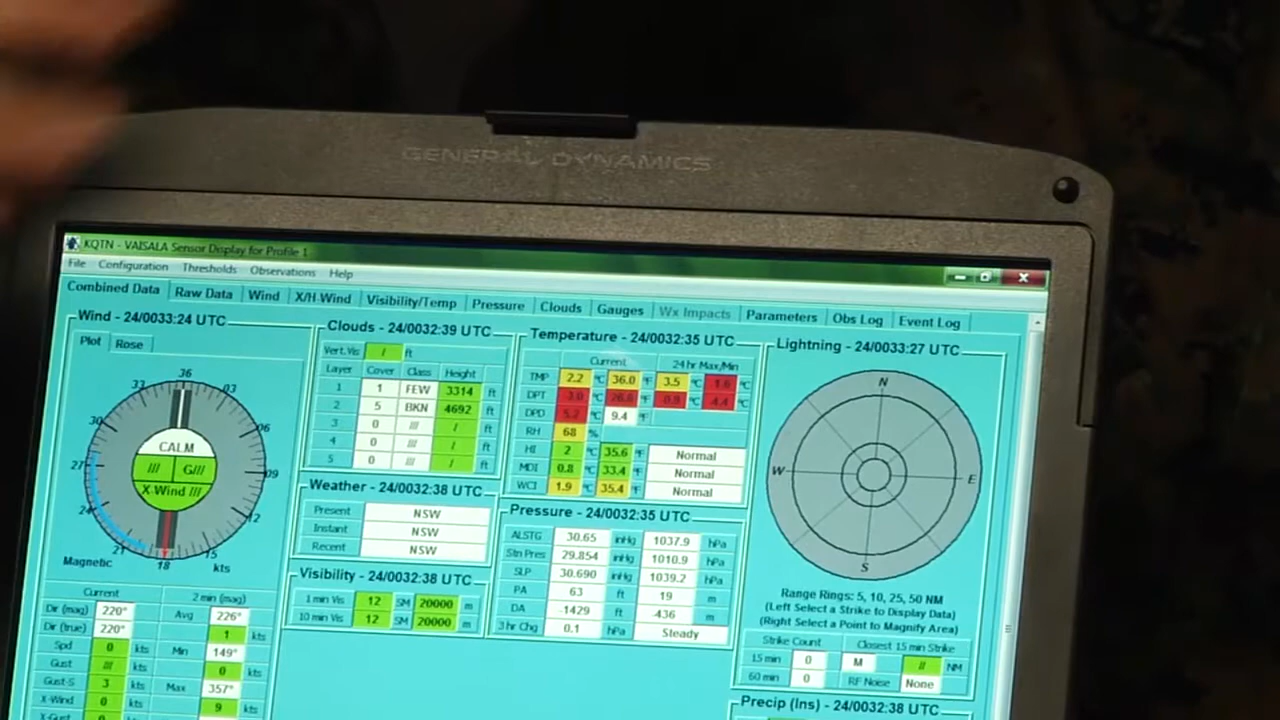 GENERAL DYNAMICS
KQTN - VAISALA Sensor Display for Profile 1
File Configuration Thresholds Observations Help
Combined Data Raw Data Wind X/H-Wind Visibility/Temp Pressure Clouds Gauges Wx Impacts Parameters Obs Log Event Log
Wind - 24/0033:24 UTC
Plot Rose
36
33 03
30 06
27 09
24 12
21 15
18
CALM
/// G///
X-Wind ///
Magnetic kts
Current 2 min (mag)
Dir (mag) 220° Avg 226°
Dir (true) 220° 1 kts
Spd 0 kts Min 149°
Gust /// kts 0 kts
Gust-S 3 kts Max 357°
X-Wind 0 kts 9 kts
X-Gust
Clouds - 24/0032:39 UTC
Vert.Vis / ft
Layer Cover Class Height
1 1 FEW 3314 ft
2 5 BKN 4692 ft
3 0 /// / ft
4 0 /// / ft
5 0 /// / ft
Weather - 24/0032:38 UTC
Present NSW
Instant NSW
Recent NSW
Visibility - 24/0032:38 UTC
1 min Vis 12 SM 20000 m
10 min Vis 12 SM 20000 m
Temperature - 24/0032:35 UTC
Current 24 hr Max/Min
TMP 2.2 °C 36.0 °F 3.5 °C 1.6 °C
DPT -3.0 °C 26.6 °F 0.9 °C -4.4 °C
DPD 5.2 °C 9.4 °F
RH 68 %
HI 2 °C 35.6 °F Normal
MDI 0.8 °C 33.4 °F Normal
WCI 1.9 °C 35.4 °F Normal
Pressure - 24/0032:35 UTC
ALSTG 30.65 inHg 1037.9 hPa
Stn Pres 29.854 inHg 1010.9 hPa
SLP 30.690 inHg 1039.2 hPa
PA 63 ft 19 m
DA -1429 ft -436 m
3 hr Chg 0.1 hPa Steady
Lightning - 24/0033:27 UTC
N
W E
S
Range Rings: 5, 10, 25, 50 NM
(Left Select a Strike to Display Data)
(Right Select a Point to Magnify Area)
Strike Count Closest 15 min Strike
15 min 0 M // NM
60 min 0 RF Noise None
Precip (Ins) - 24/0032:38 UTC